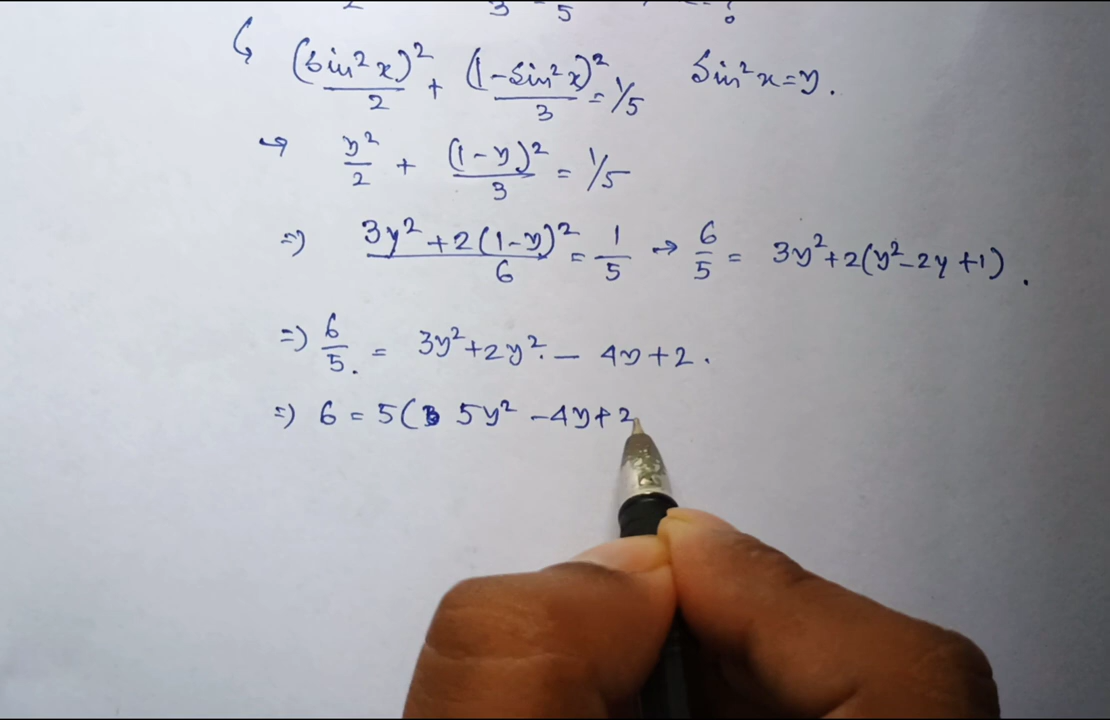 (sin²x)²/2 + (1-sin²x)²/3 = 1/5 sin²x=y.
→ y²/2 + (1-y)²/3 = 1/5
⇒ 3y²+2(1-y)²/6 = 1/5 → 6/5 = 3y²+2(y²-2y+1).
⇒ 6/5. = 3y²+2y². - 4y+2.
⇒ 6 = 5( 5y² -4y+2